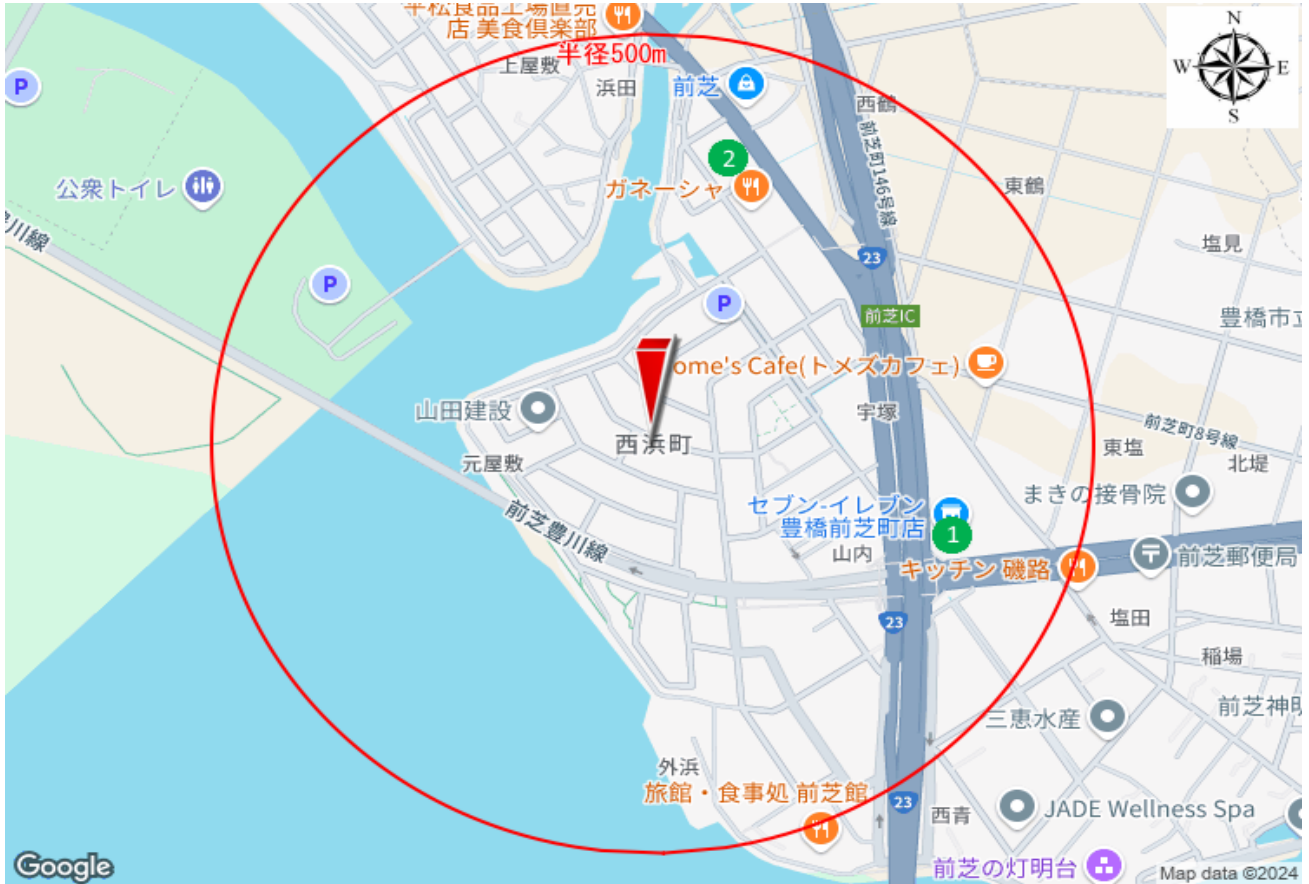 平松食品工場直売
店 美食倶楽部
半径500m
上屋敷
浜田
前芝
西鶴
N
W
E
S
2
ガネーシャ
前芝町146号線
東鶴
公衆トイレ
P
川線
塩見
23
P
P
前芝IC
豊橋市立
ome's Cafe(トメズカフェ)
山田建設
宇塚
西浜町
前芝町8号線
東塩
元屋敷
北堤
まきの接骨院
セブン-イレブン
豊橋前芝町店
1
前芝豊川線
山内
キッチン 磯路
前芝郵便局
塩田
23
稲場
三恵水産
前芝神明
外浜
旅館・食事処 前芝館
23
西青
JADE Wellness Spa
前芝の灯明台
Google
Map data ©2024